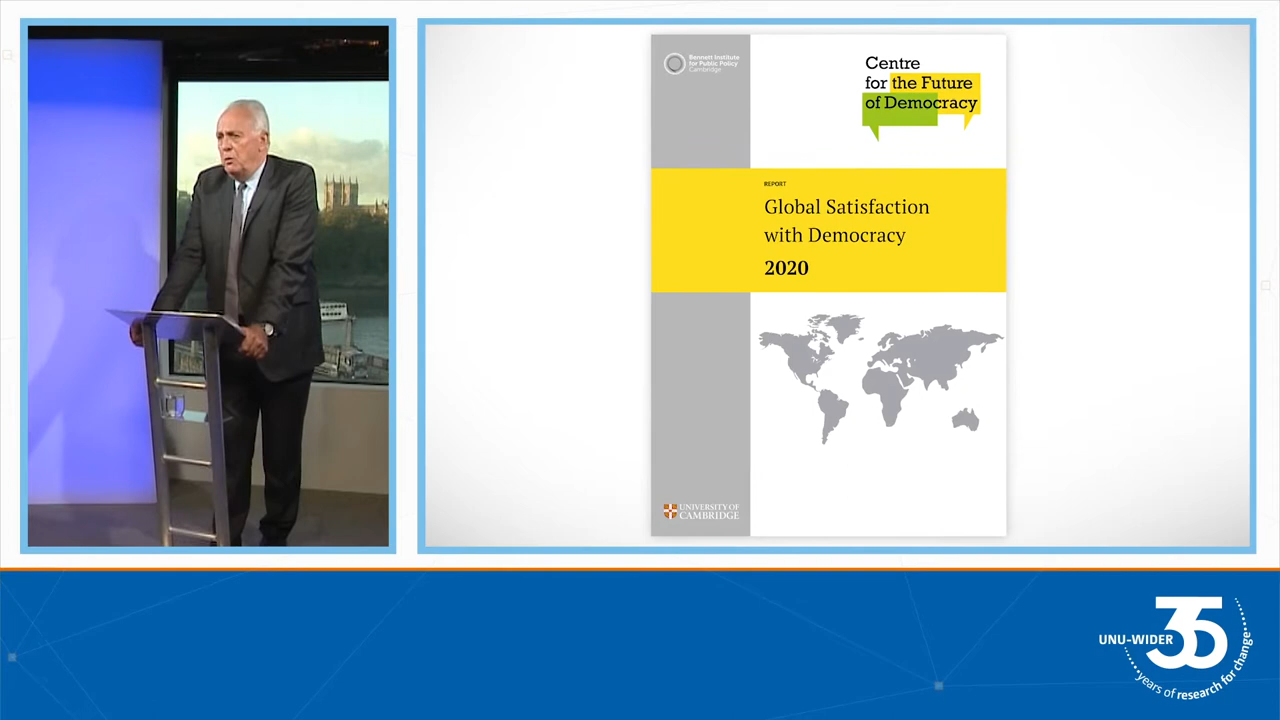 Bennett Institute
for Public Policy
Cambridge
Centre
for the Future
of Democracy
REPORT
Global Satisfaction
with Democracy
2020
UNIVERSITY OF
CAMBRIDGE
UNU-WIDER
35
years of research for change